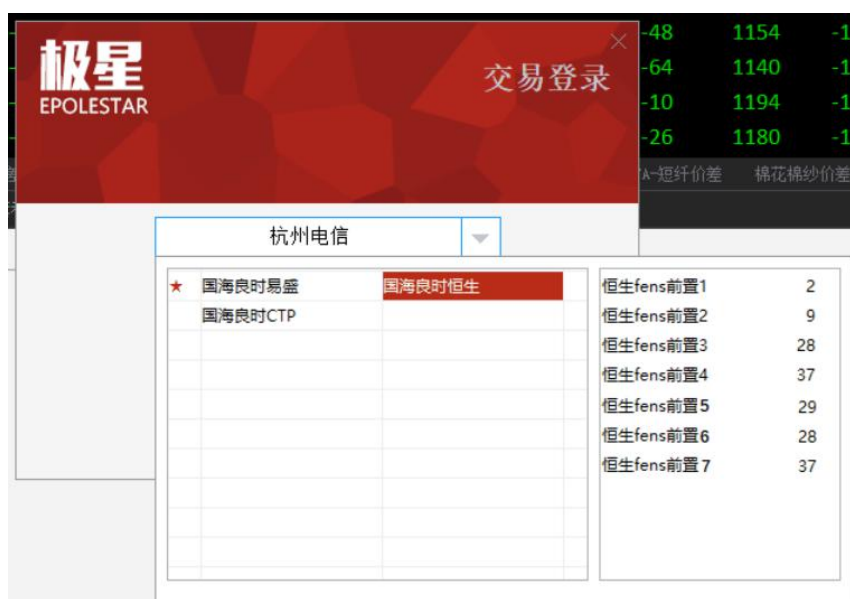 极星
EPOLESTAR
交易登录
-48 1154 -1
-64 1140 -1
-10 1194 -1
-26 1180 -1
-短纤价差 棉花棉纱价差
杭州电信
★ 国海良时易盛 国海良时恒生
国海良时CTP
恒生fens前置1 2
恒生fens前置2 9
恒生fens前置3 28
恒生fens前置4 37
恒生fens前置5 29
恒生fens前置6 28
恒生fens前置7 37